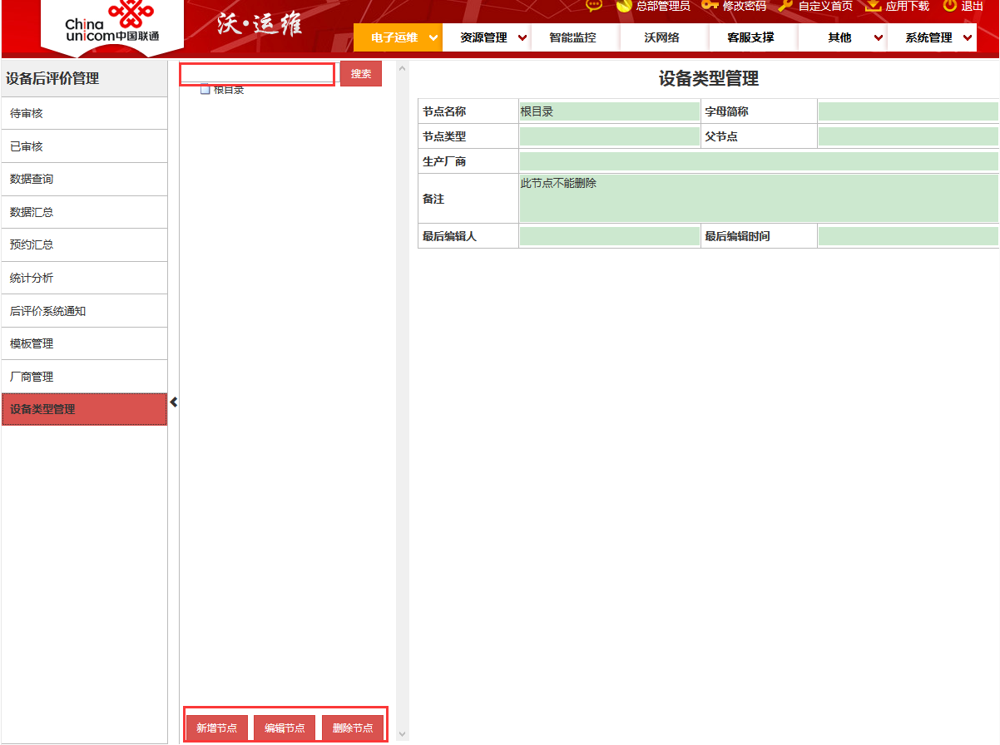 China
unicom中国联通
沃·运维
总部管理员 修改密码 自定义首页 应用下载 退出
电子运维 资源管理 智能监控 沃网络 客服支撑 其他 系统管理
设备后评价管理
待审核
已审核
数据查询
数据汇总
预约汇总
统计分析
后评价系统通知
模板管理
厂商管理
设备类型管理
搜索
根目录
新增节点 编辑节点 删除节点
设备类型管理
节点名称 根目录 字母简称
节点类型 父节点
生产厂商
备注 此节点不能删除
最后编辑人 最后编辑时间